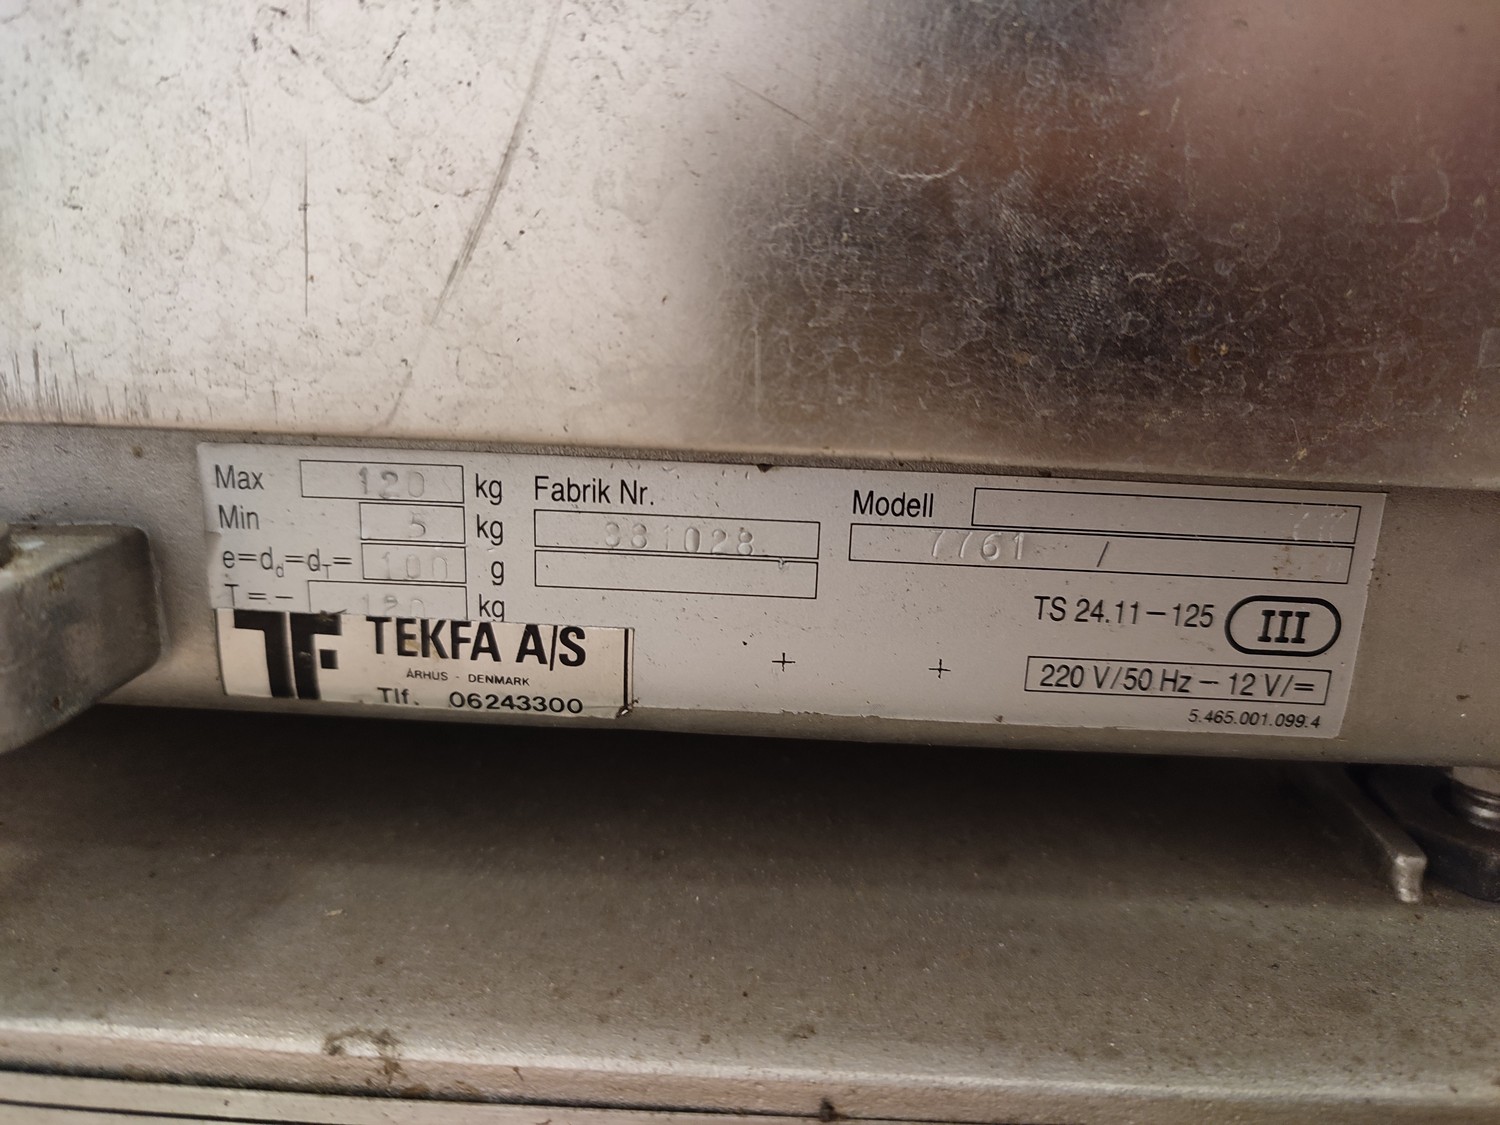 Max 120 kg
Min 5 kg
e=dd=dT= 100 g
T = − 120 kg
Fabrik Nr.
381028
Modell
7761 /
TS 24.11−125 III
220 V/50 Hz − 12 V/=
5.465.001.099.4
TF TEKFA A/S
ÅRHUS - DENMARK
Tlf. 06243300